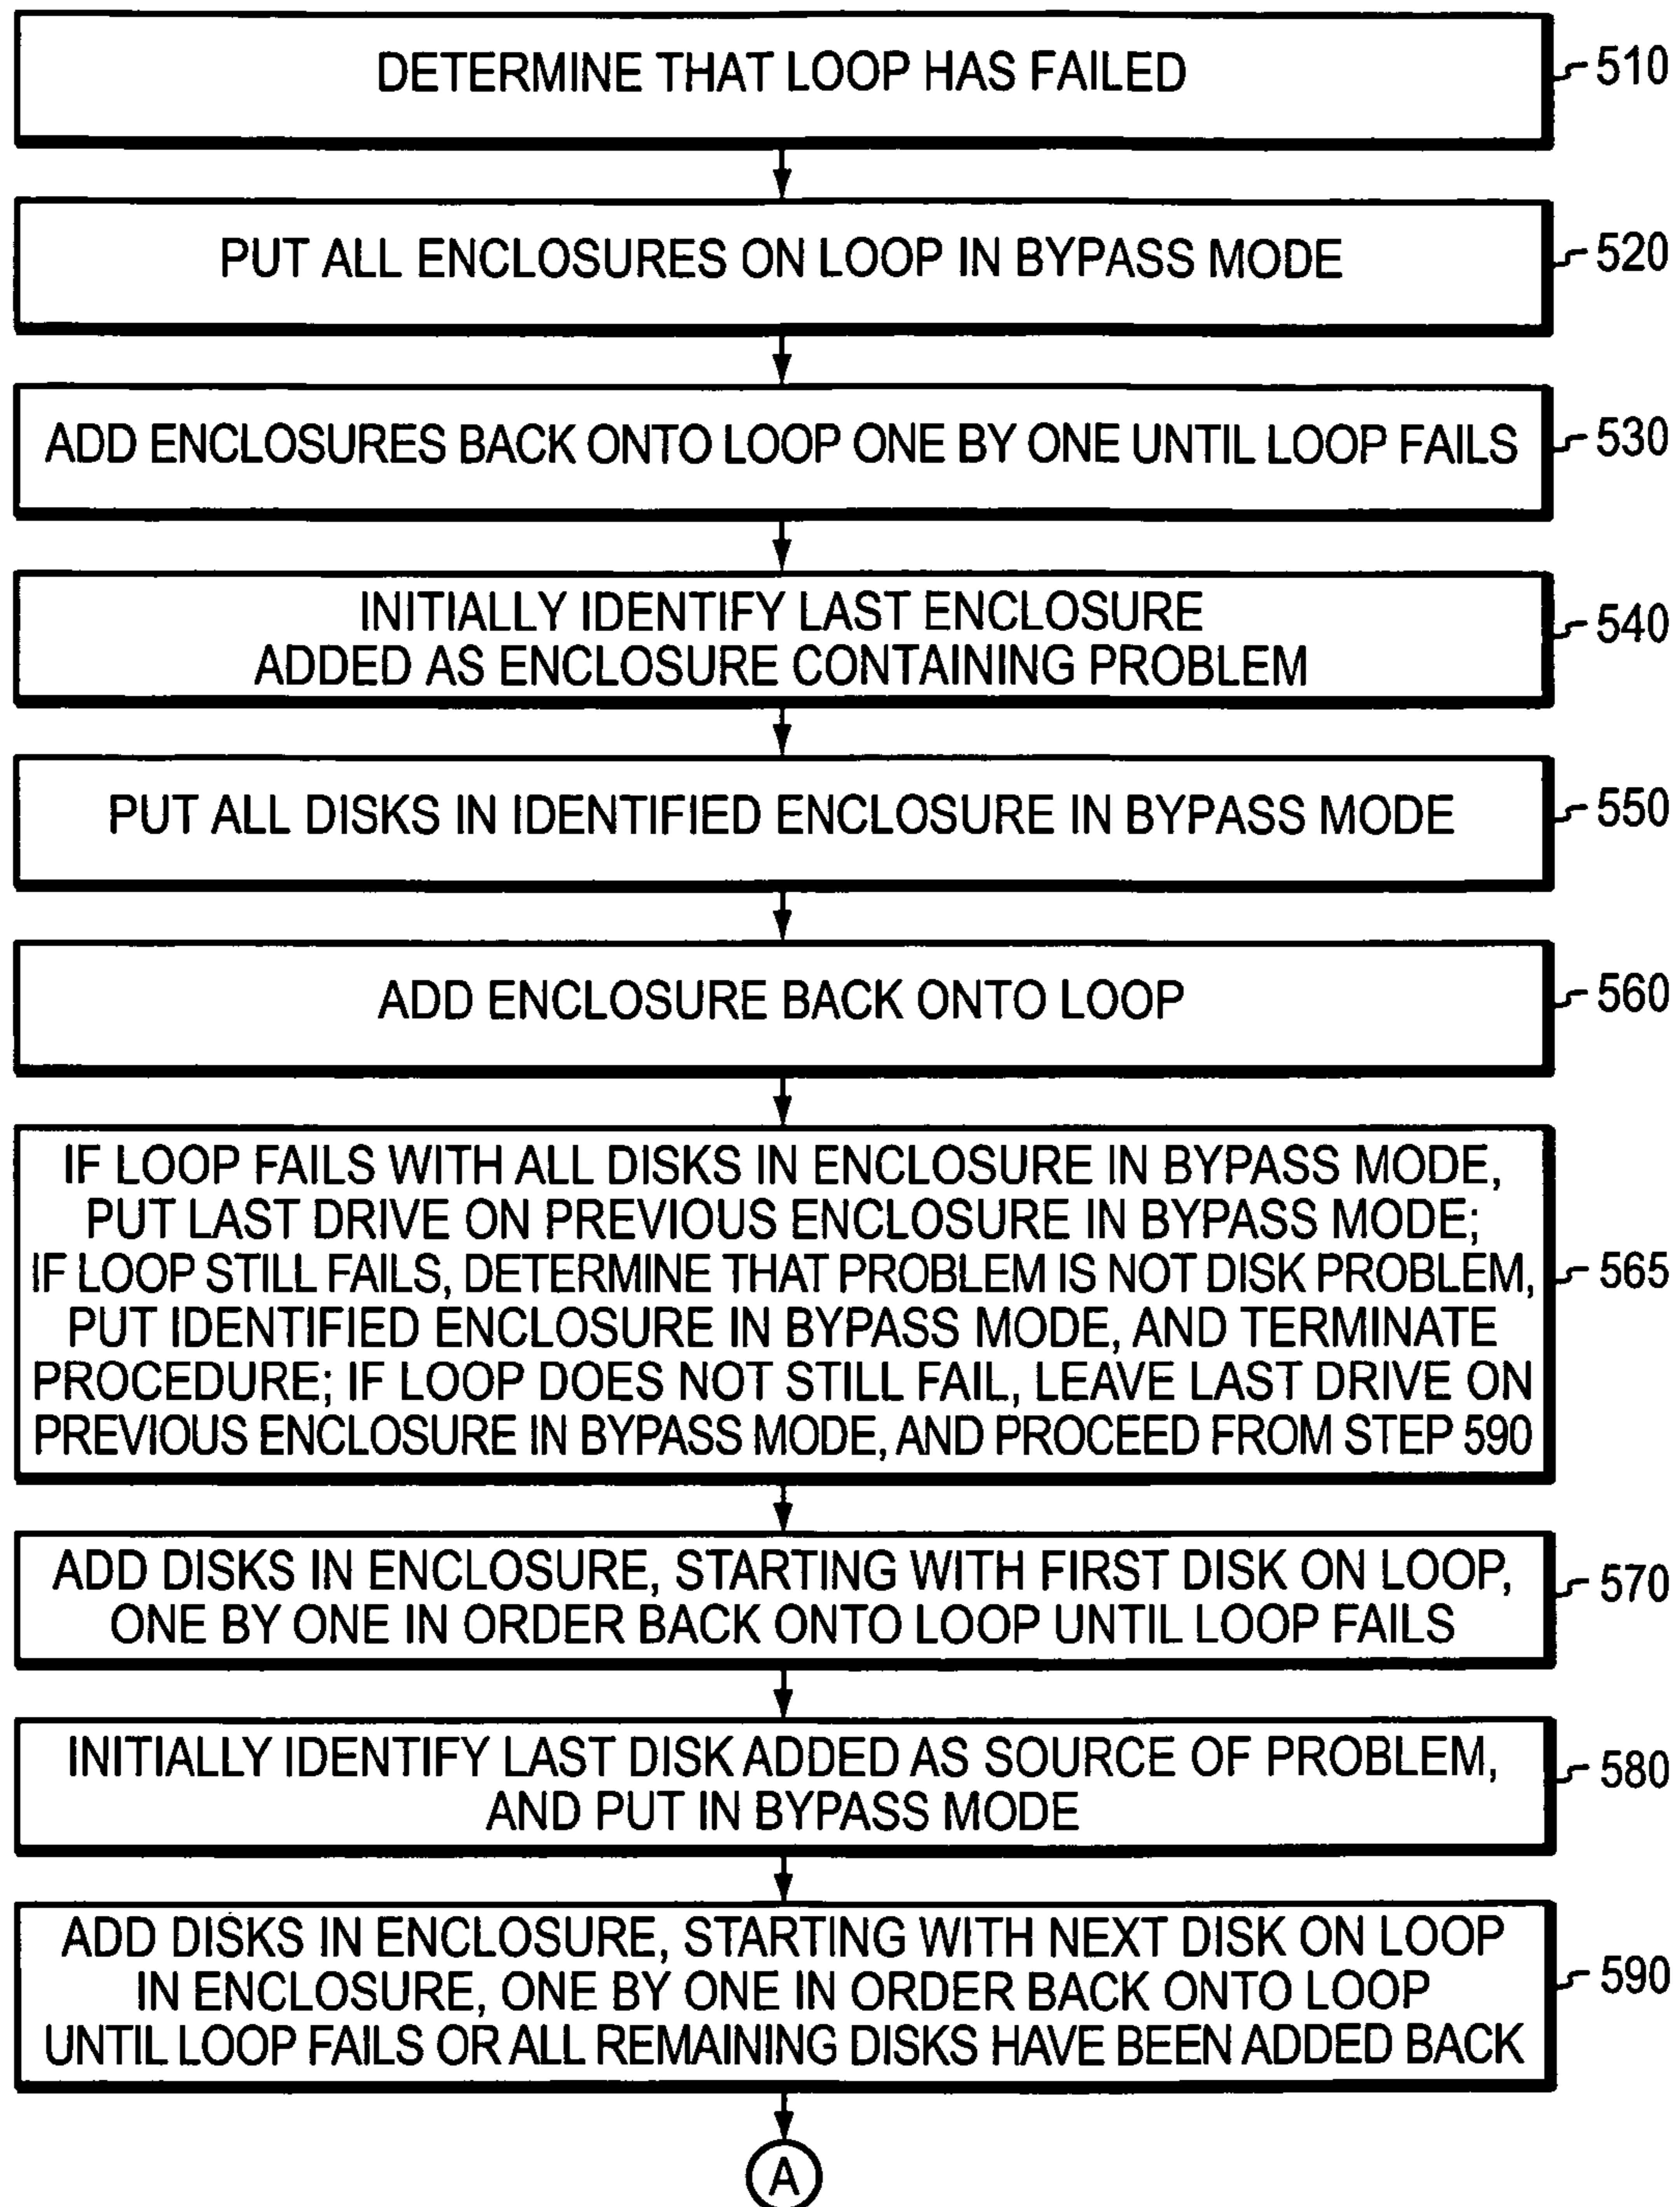 DETERMINE THAT LOOP HAS FAILED
510
PUT ALL ENCLOSURES ON LOOP IN BYPASS MODE
520
ADD ENCLOSURES BACK ONTO LOOP ONE BY ONE UNTIL LOOP FAILS
530
INITIALLY IDENTIFY LAST ENCLOSURE
ADDED AS ENCLOSURE CONTAINING PROBLEM
540
PUT ALL DISKS IN IDENTIFIED ENCLOSURE IN BYPASS MODE
550
ADD ENCLOSURE BACK ONTO LOOP
560
IF LOOP FAILS WITH ALL DISKS IN ENCLOSURE IN BYPASS MODE,
PUT LAST DRIVE ON PREVIOUS ENCLOSURE IN BYPASS MODE;
IF LOOP STILL FAILS, DETERMINE THAT PROBLEM IS NOT DISK PROBLEM,
PUT IDENTIFIED ENCLOSURE IN BYPASS MODE, AND TERMINATE
PROCEDURE; IF LOOP DOES NOT STILL FAIL, LEAVE LAST DRIVE ON
PREVIOUS ENCLOSURE IN BYPASS MODE, AND PROCEED FROM STEP 590
565
ADD DISKS IN ENCLOSURE, STARTING WITH FIRST DISK ON LOOP,
ONE BY ONE IN ORDER BACK ONTO LOOP UNTIL LOOP FAILS
570
INITIALLY IDENTIFY LAST DISK ADDED AS SOURCE OF PROBLEM,
AND PUT IN BYPASS MODE
580
ADD DISKS IN ENCLOSURE, STARTING WITH NEXT DISK ON LOOP
IN ENCLOSURE, ONE BY ONE IN ORDER BACK ONTO LOOP
UNTIL LOOP FAILS OR ALL REMAINING DISKS HAVE BEEN ADDED BACK
590
A